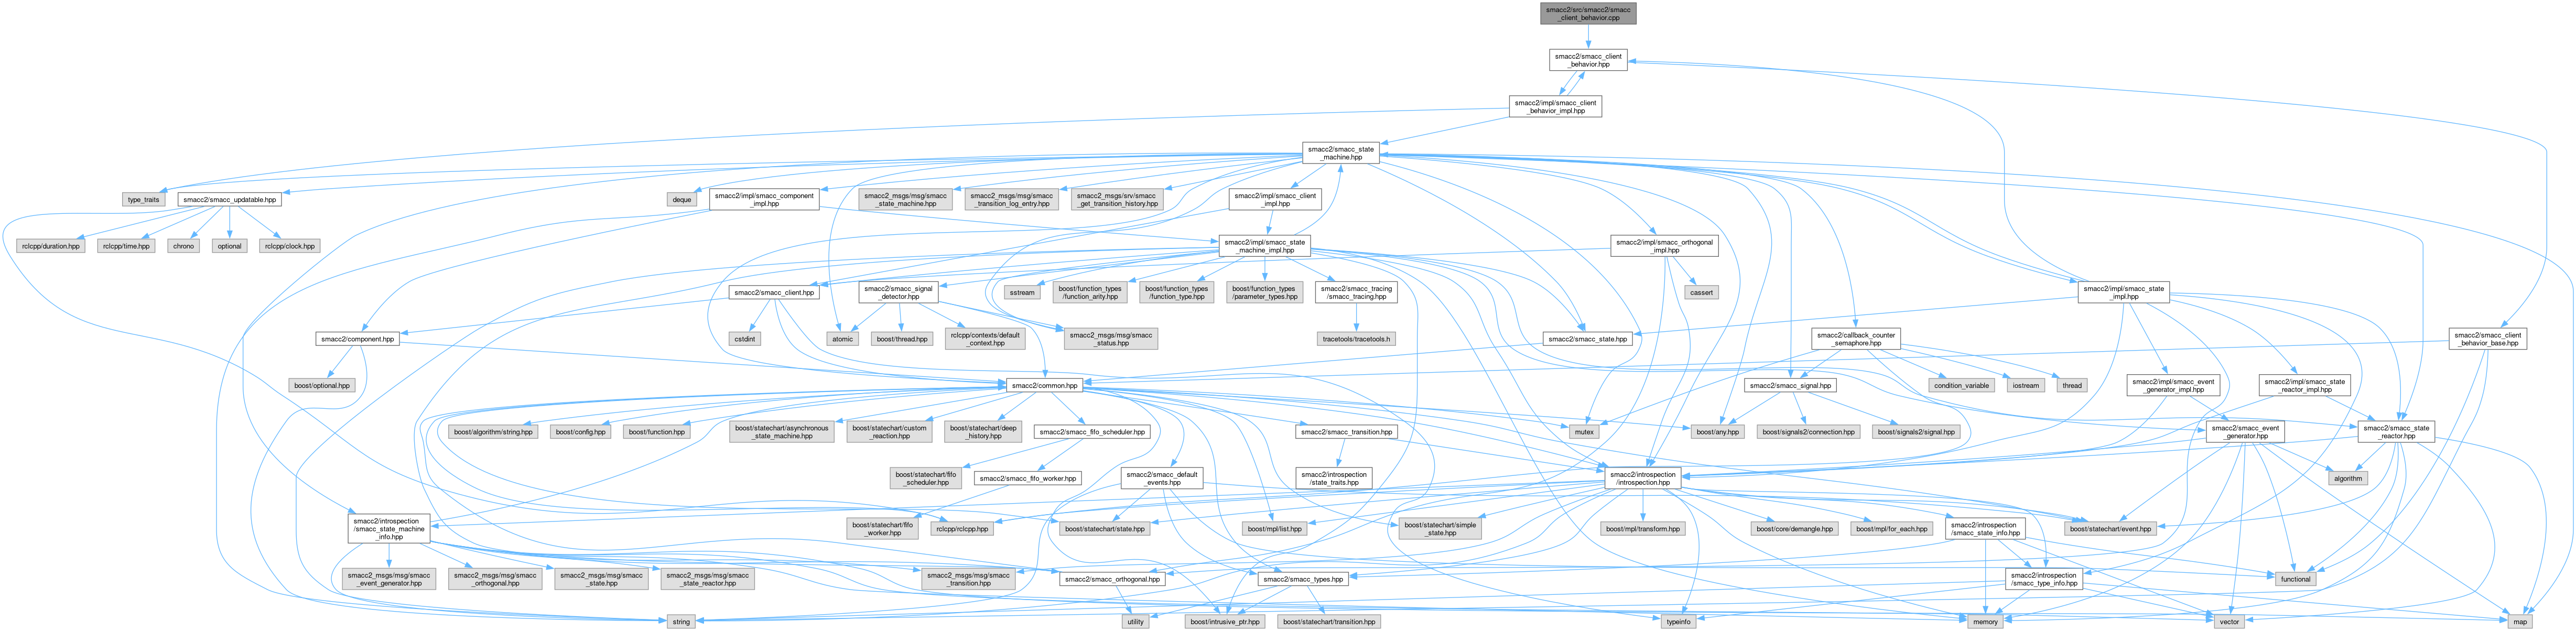 smacc2/src/smacc2/smacc
_client_behavior.cpp
smacc2/smacc_client
_behavior.hpp
smacc2/impl/smacc_client
_behavior_impl.hpp
smacc2/smacc_state
_machine.hpp
type_traits
smacc2/smacc_updatable.hpp
deque
smacc2/impl/smacc_component
_impl.hpp
smacc2_msgs/msg/smacc
_state_machine.hpp
smacc2_msgs/msg/smacc
_transition_log_entry.hpp
smacc2_msgs/srv/smacc
_get_transition_history.hpp
smacc2/impl/smacc_client
_impl.hpp
rclcpp/duration.hpp
rclcpp/time.hpp
chrono
optional
rclcpp/clock.hpp
smacc2/impl/smacc_state
_machine_impl.hpp
smacc2/impl/smacc_orthogonal
_impl.hpp
smacc2/smacc_client.hpp
smacc2/smacc_signal
_detector.hpp
sstream
boost/function_types
/function_arity.hpp
boost/function_types
/function_type.hpp
boost/function_types
/parameter_types.hpp
smacc2/smacc_tracing
/smacc_tracing.hpp
cassert
smacc2/impl/smacc_state
_impl.hpp
smacc2/component.hpp
cstdint
atomic
boost/thread.hpp
rclcpp/contexts/default
_context.hpp
smacc2_msgs/msg/smacc
_status.hpp
tracetools/tracetools.h
smacc2/smacc_state.hpp
smacc2/callback_counter
_semaphore.hpp
smacc2/smacc_client
_behavior_base.hpp
boost/optional.hpp
smacc2/common.hpp
smacc2/smacc_signal.hpp
condition_variable
iostream
thread
smacc2/impl/smacc_event
_generator_impl.hpp
smacc2/impl/smacc_state
_reactor_impl.hpp
boost/algorithm/string.hpp
boost/config.hpp
boost/function.hpp
boost/statechart/asynchronous
_state_machine.hpp
boost/statechart/custom
_reaction.hpp
boost/statechart/deep
_history.hpp
smacc2/smacc_fifo_scheduler.hpp
smacc2/smacc_transition.hpp
mutex
boost/any.hpp
boost/signals2/connection.hpp
boost/signals2/signal.hpp
smacc2/smacc_event
_generator.hpp
smacc2/smacc_state
_reactor.hpp
boost/statechart/fifo
_scheduler.hpp
smacc2/smacc_fifo_worker.hpp
smacc2/smacc_default
_events.hpp
smacc2/introspection
/state_traits.hpp
smacc2/introspection
/introspection.hpp
algorithm
smacc2/introspection
/smacc_state_machine
_info.hpp
boost/statechart/fifo
_worker.hpp
rclcpp/rclcpp.hpp
boost/statechart/state.hpp
boost/mpl/list.hpp
boost/statechart/simple
_state.hpp
boost/mpl/transform.hpp
boost/core/demangle.hpp
boost/mpl/for_each.hpp
smacc2/introspection
/smacc_state_info.hpp
boost/statechart/event.hpp
smacc2_msgs/msg/smacc
_event_generator.hpp
smacc2_msgs/msg/smacc
_orthogonal.hpp
smacc2_msgs/msg/smacc
_state.hpp
smacc2_msgs/msg/smacc
_state_reactor.hpp
smacc2_msgs/msg/smacc
_transition.hpp
smacc2/smacc_orthogonal.hpp
smacc2/smacc_types.hpp
smacc2/introspection
/smacc_type_info.hpp
functional
string
utility
boost/intrusive_ptr.hpp
boost/statechart/transition.hpp
typeinfo
memory
vector
map